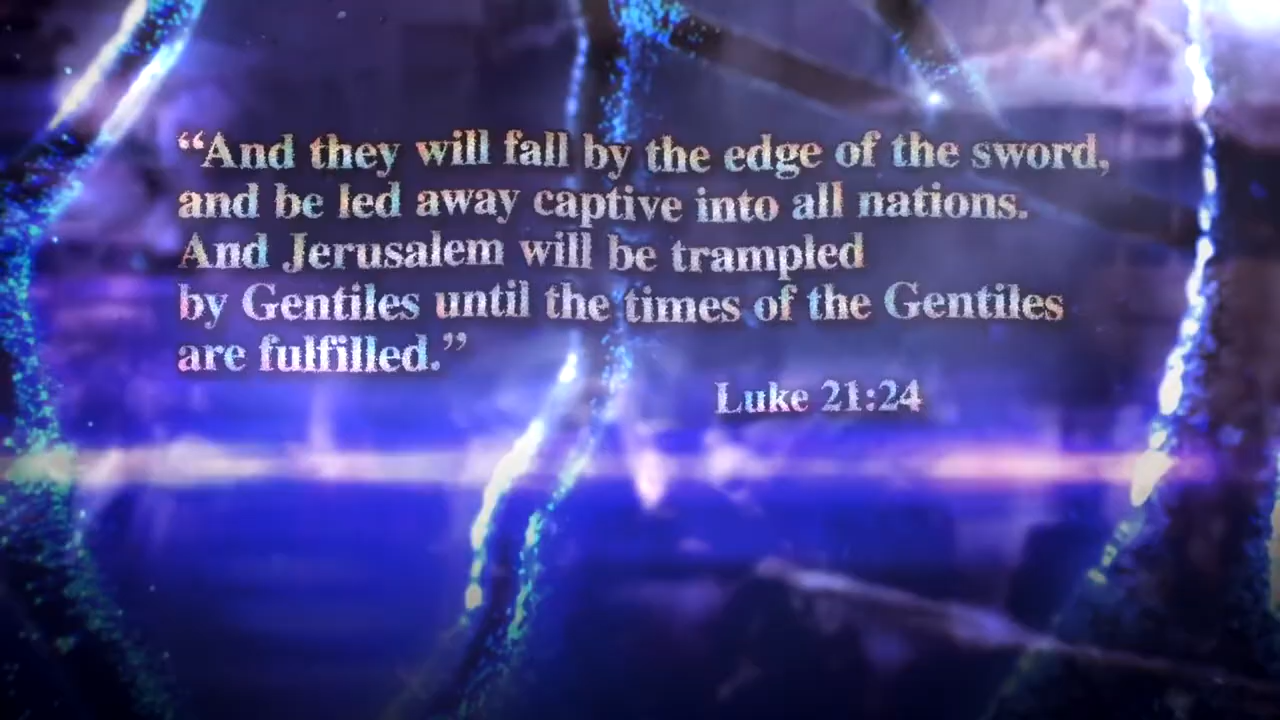 “And they will fall by the edge of the sword,
and be led away captive into all nations.
And Jerusalem will be trampled
by Gentiles until the times of the Gentiles
are fulfilled.”
Luke 21:24